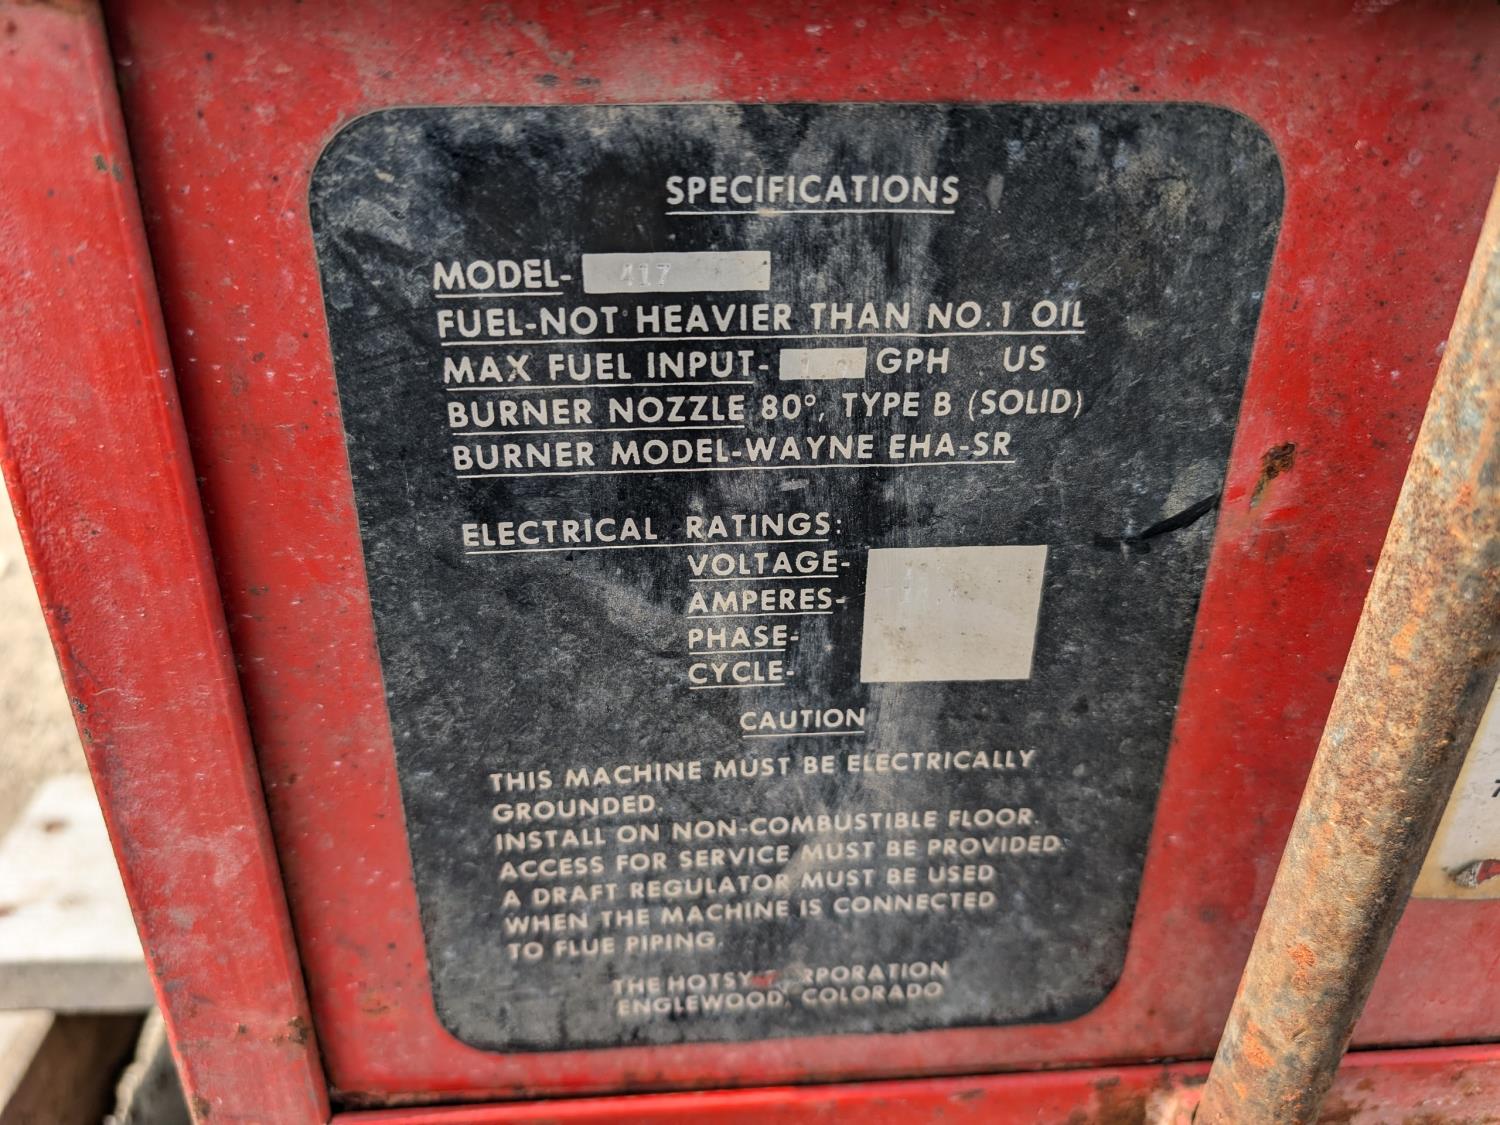 SPECIFICATIONS
MODEL- 417
FUEL-NOT HEAVIER THAN NO. 1 OIL
MAX FUEL INPUT- GPH US
BURNER NOZZLE 80°, TYPE B (SOLID)
BURNER MODEL-WAYNE EHA-SR
ELECTRICAL RATINGS:
VOLTAGE-
AMPERES-
PHASE-
CYCLE-
CAUTION
THIS MACHINE MUST BE ELECTRICALLY
GROUNDED.
INSTALL ON NON-COMBUSTIBLE FLOOR.
ACCESS FOR SERVICE MUST BE PROVIDED.
A DRAFT REGULATOR MUST BE USED
WHEN THE MACHINE IS CONNECTED
TO FLUE PIPING.
THE HOTSY RPORATION
ENGLEWOOD, COLORADO